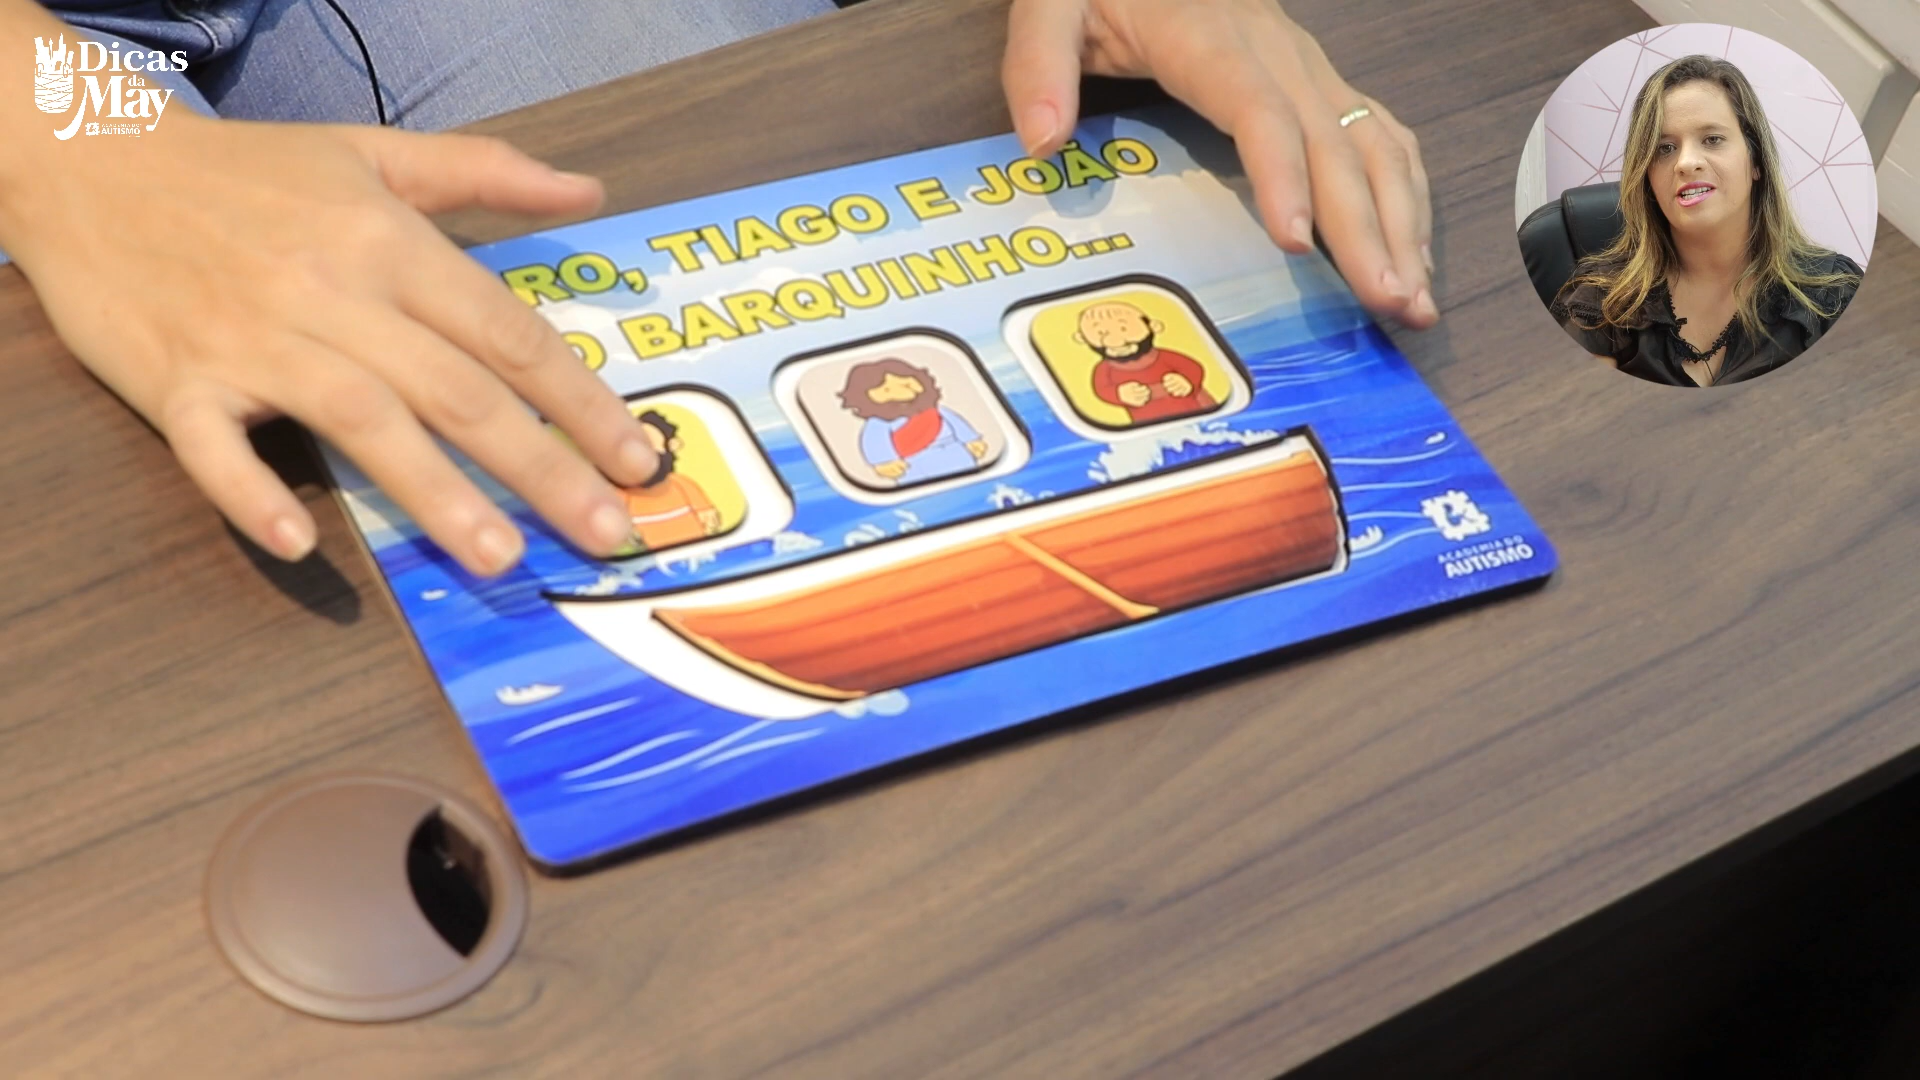 Dicas
da
May
ACADEMIA DO
AUTISMO
RO, TIAGO E JOÃO
O BARQUINHO...
ACADEMIA DO
AUTISMO